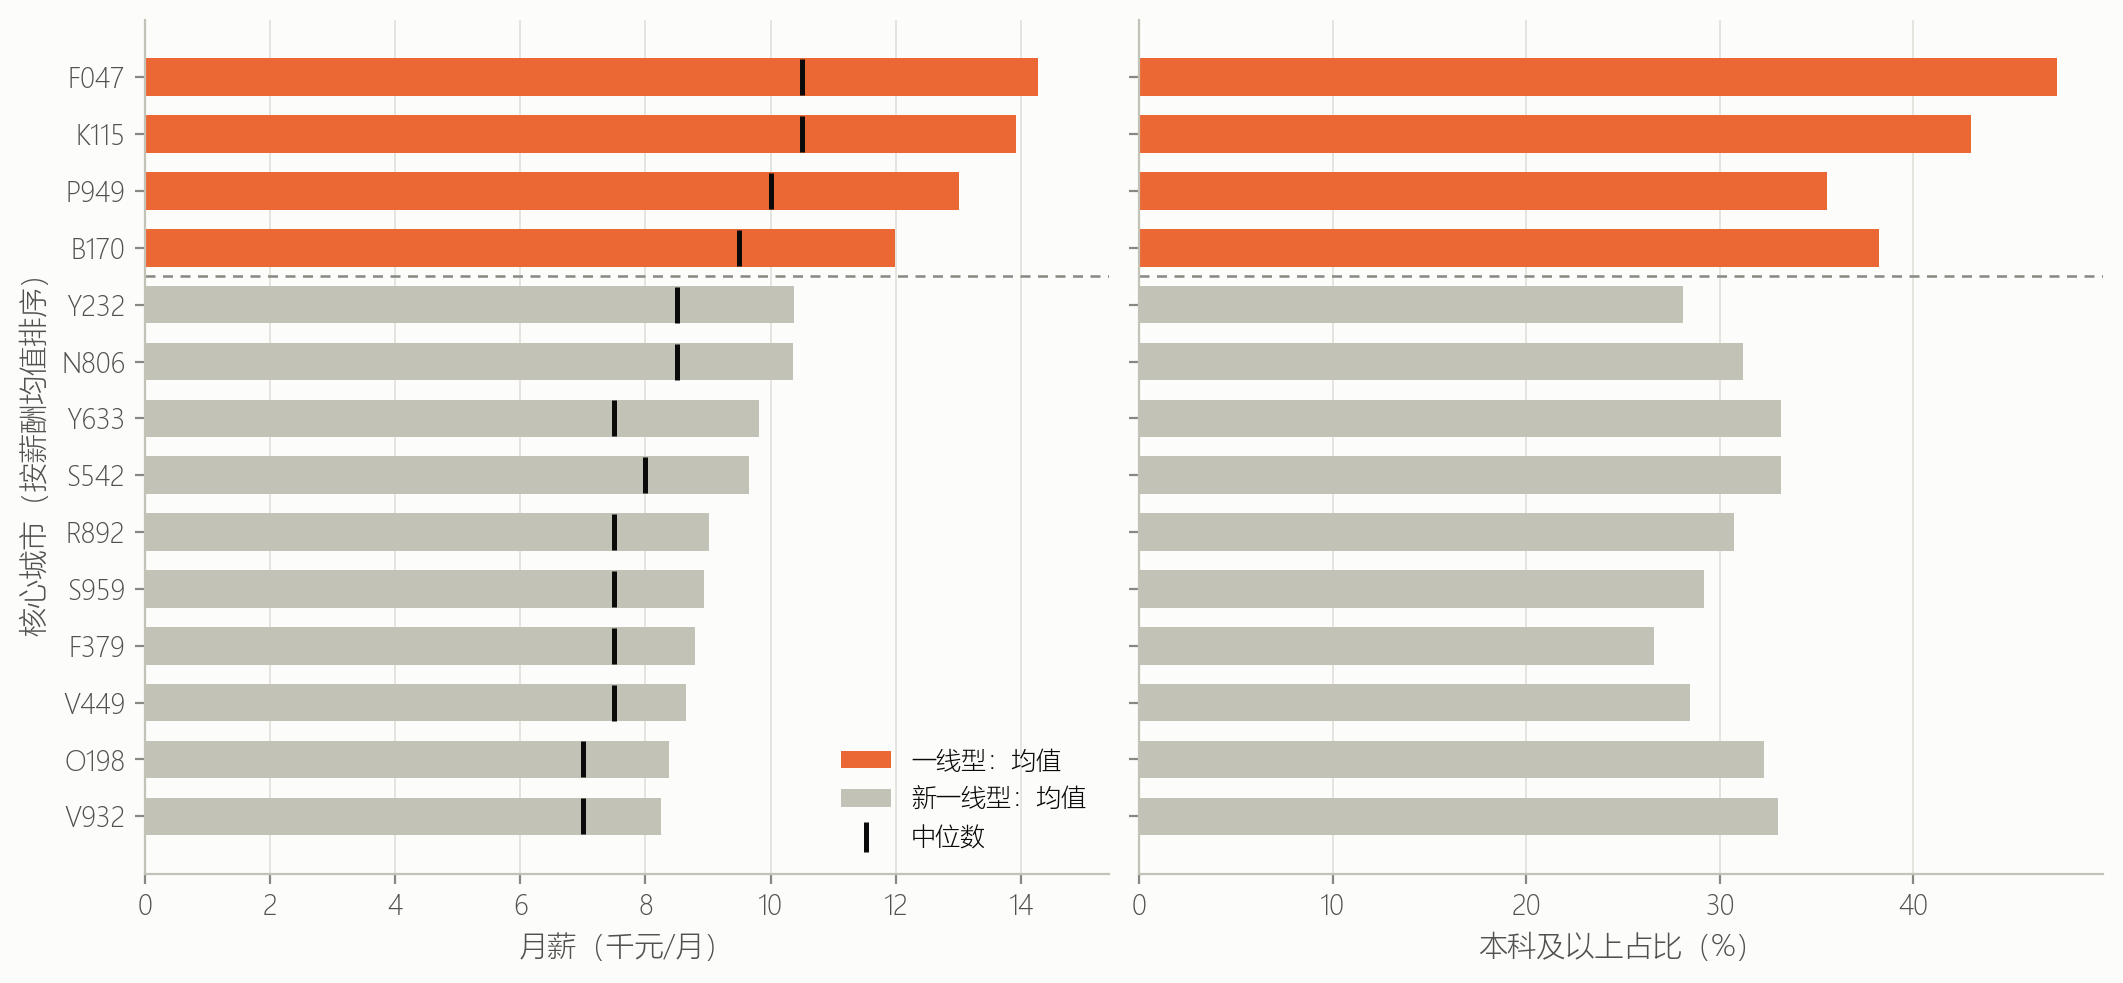 核心城市（按薪酬均值排序）
F047
K115
P949
B170
Y232
N806
Y633
S542
R892
S959
F379
V449
O198
V932
一线型：均值
新一线型：均值
中位数
0 2 4 6 8 10 12 14
月薪（千元/月）
0 10 20 30 40
本科及以上占比（%）